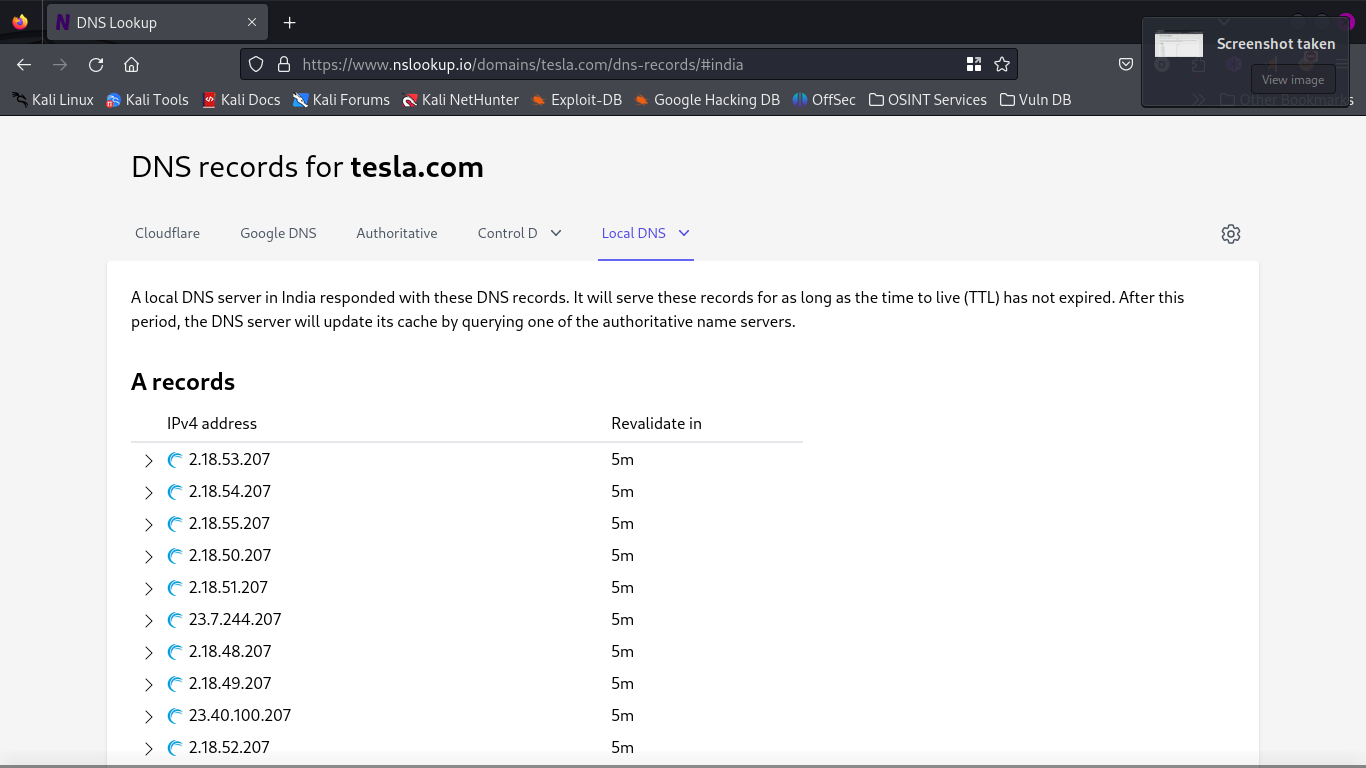 DNS Lookup
Screenshot taken
View image
https://www.nslookup.io/domains/tesla.com/dns-records/#india
Kali Linux Kali Tools Kali Docs Kali Forums Kali NetHunter Exploit-DB Google Hacking DB OffSec OSINT Services Vuln DB Other Bookmarks
DNS records for tesla.com
Cloudflare Google DNS Authoritative Control D Local DNS
A local DNS server in India responded with these DNS records. It will serve these records for as long as the time to live (TTL) has not expired. After this
period, the DNS server will update its cache by querying one of the authoritative name servers.
A records
IPv4 address Revalidate in
2.18.53.207 5m
2.18.54.207 5m
2.18.55.207 5m
2.18.50.207 5m
2.18.51.207 5m
23.7.244.207 5m
2.18.48.207 5m
2.18.49.207 5m
23.40.100.207 5m
2.18.52.207 5m